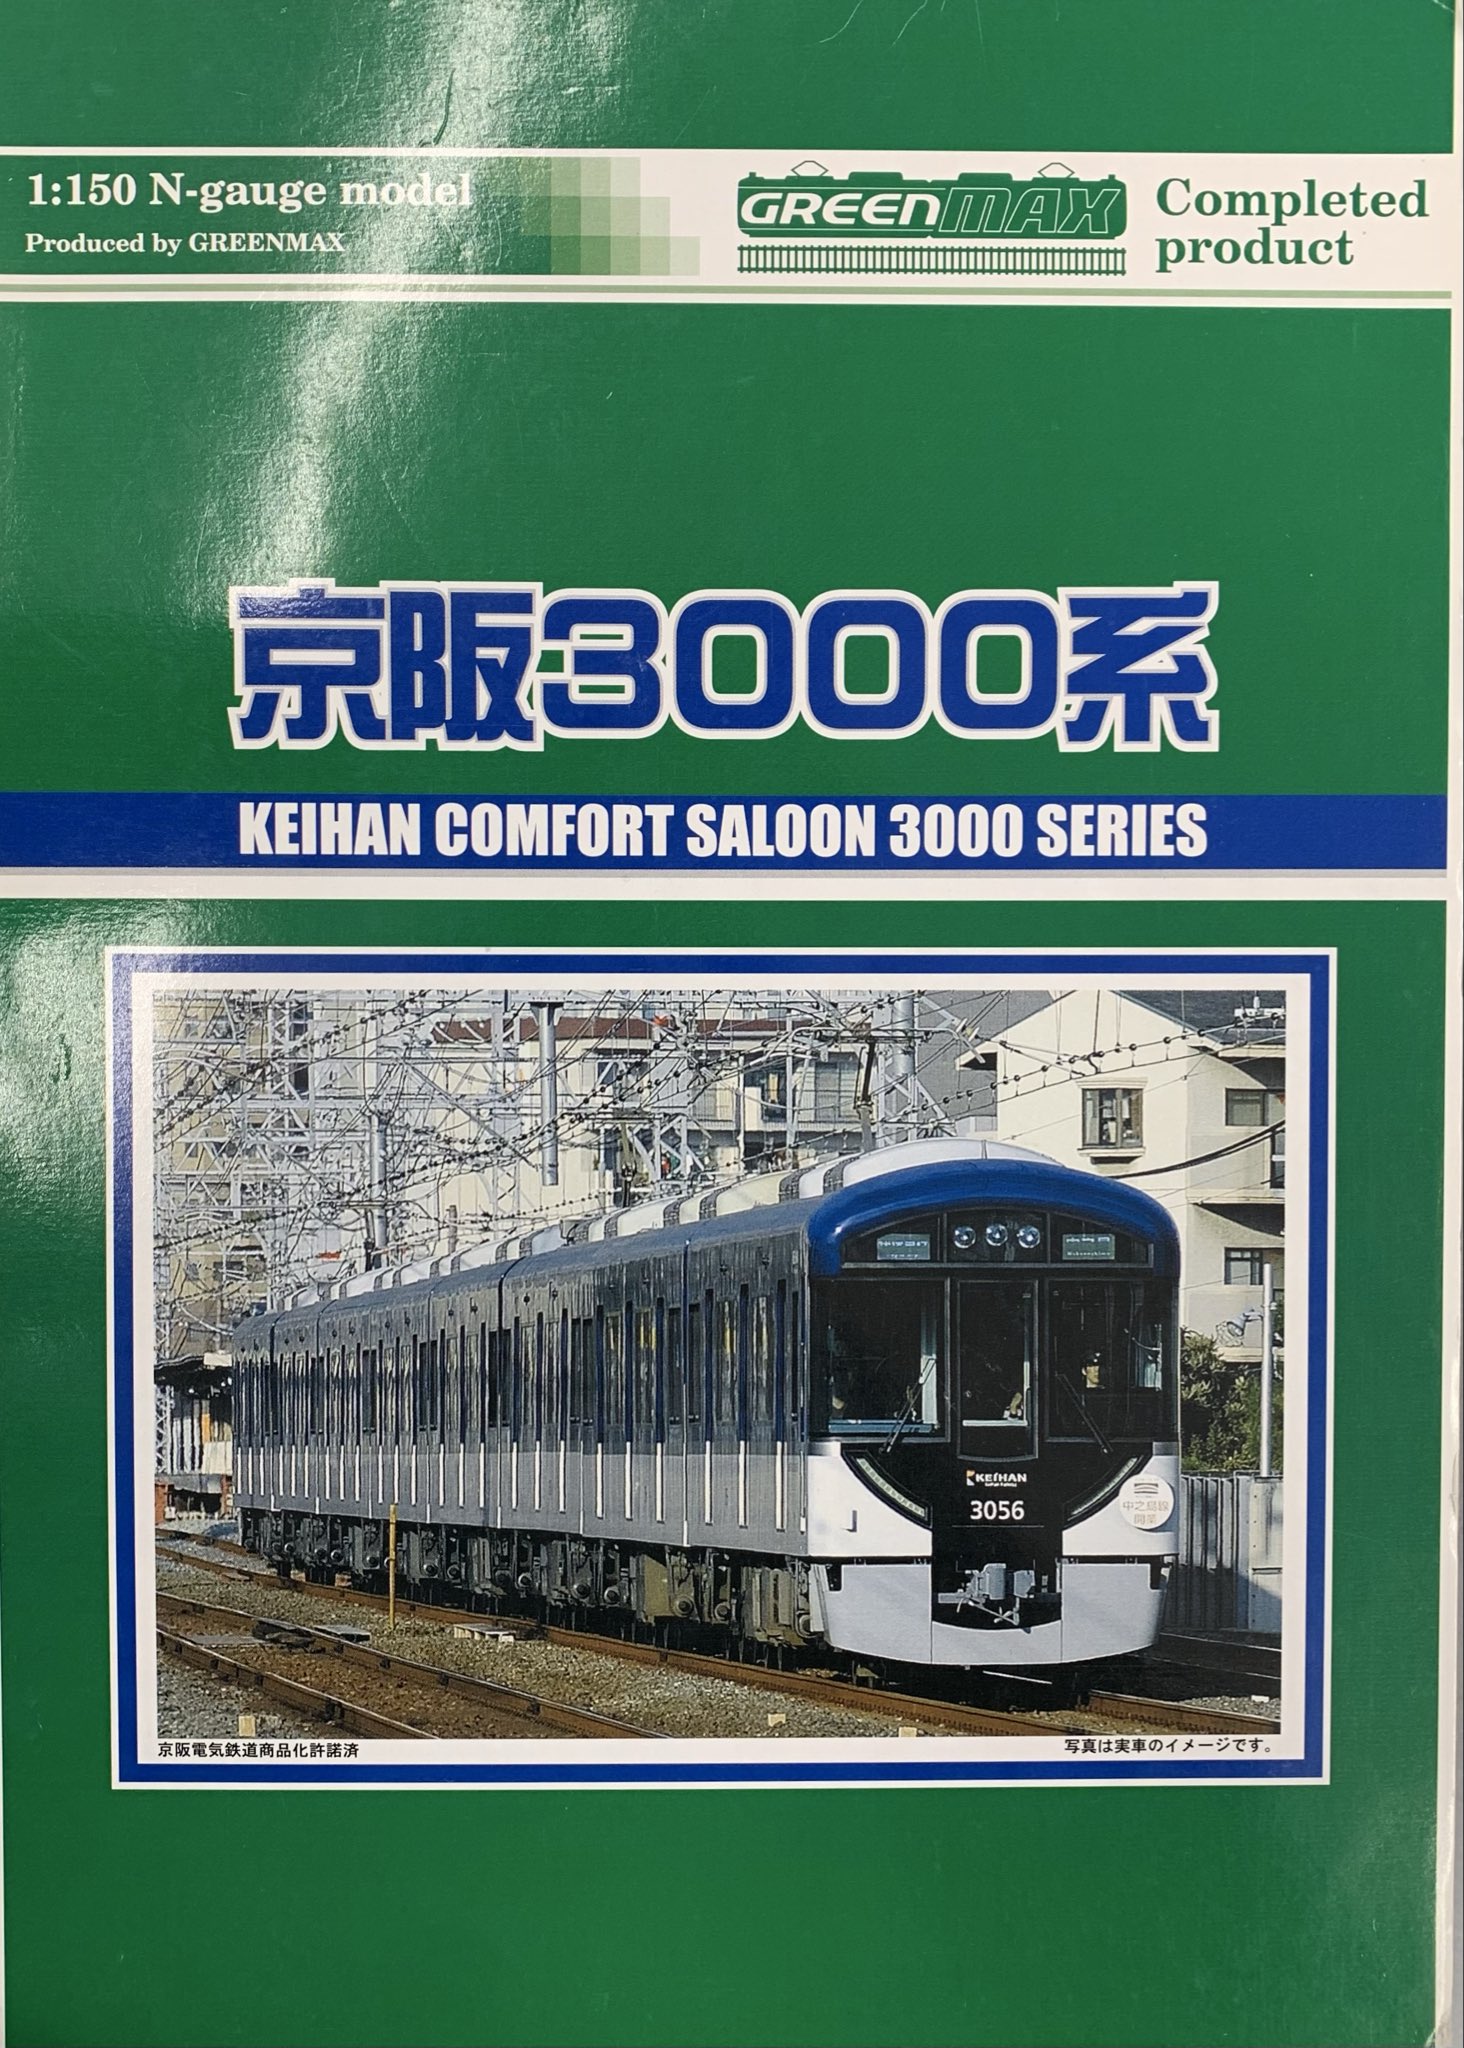 1:150 N-gauge model
Produced by GREENMAX
GREENMAX
Completed
product
京阪3000系
KEIHAN COMFORT SALOON 3000 SERIES
KEIHAN
3056
中之島線
開業
京阪電気鉄道商品化許諾済
写真は実車のイメージです。